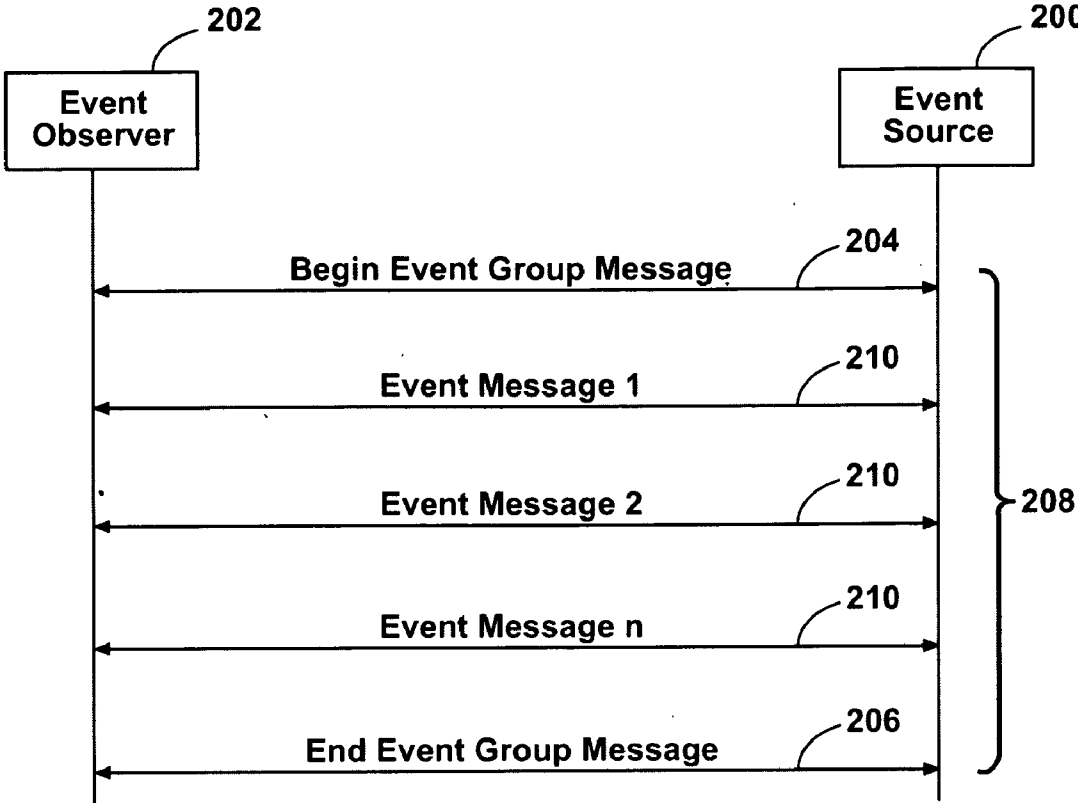 202
200
Event
Observer
Event
Source
204
Begin Event Group Message
210
Event Message 1
210
Event Message 2
208
210
Event Message n
206
End Event Group Message